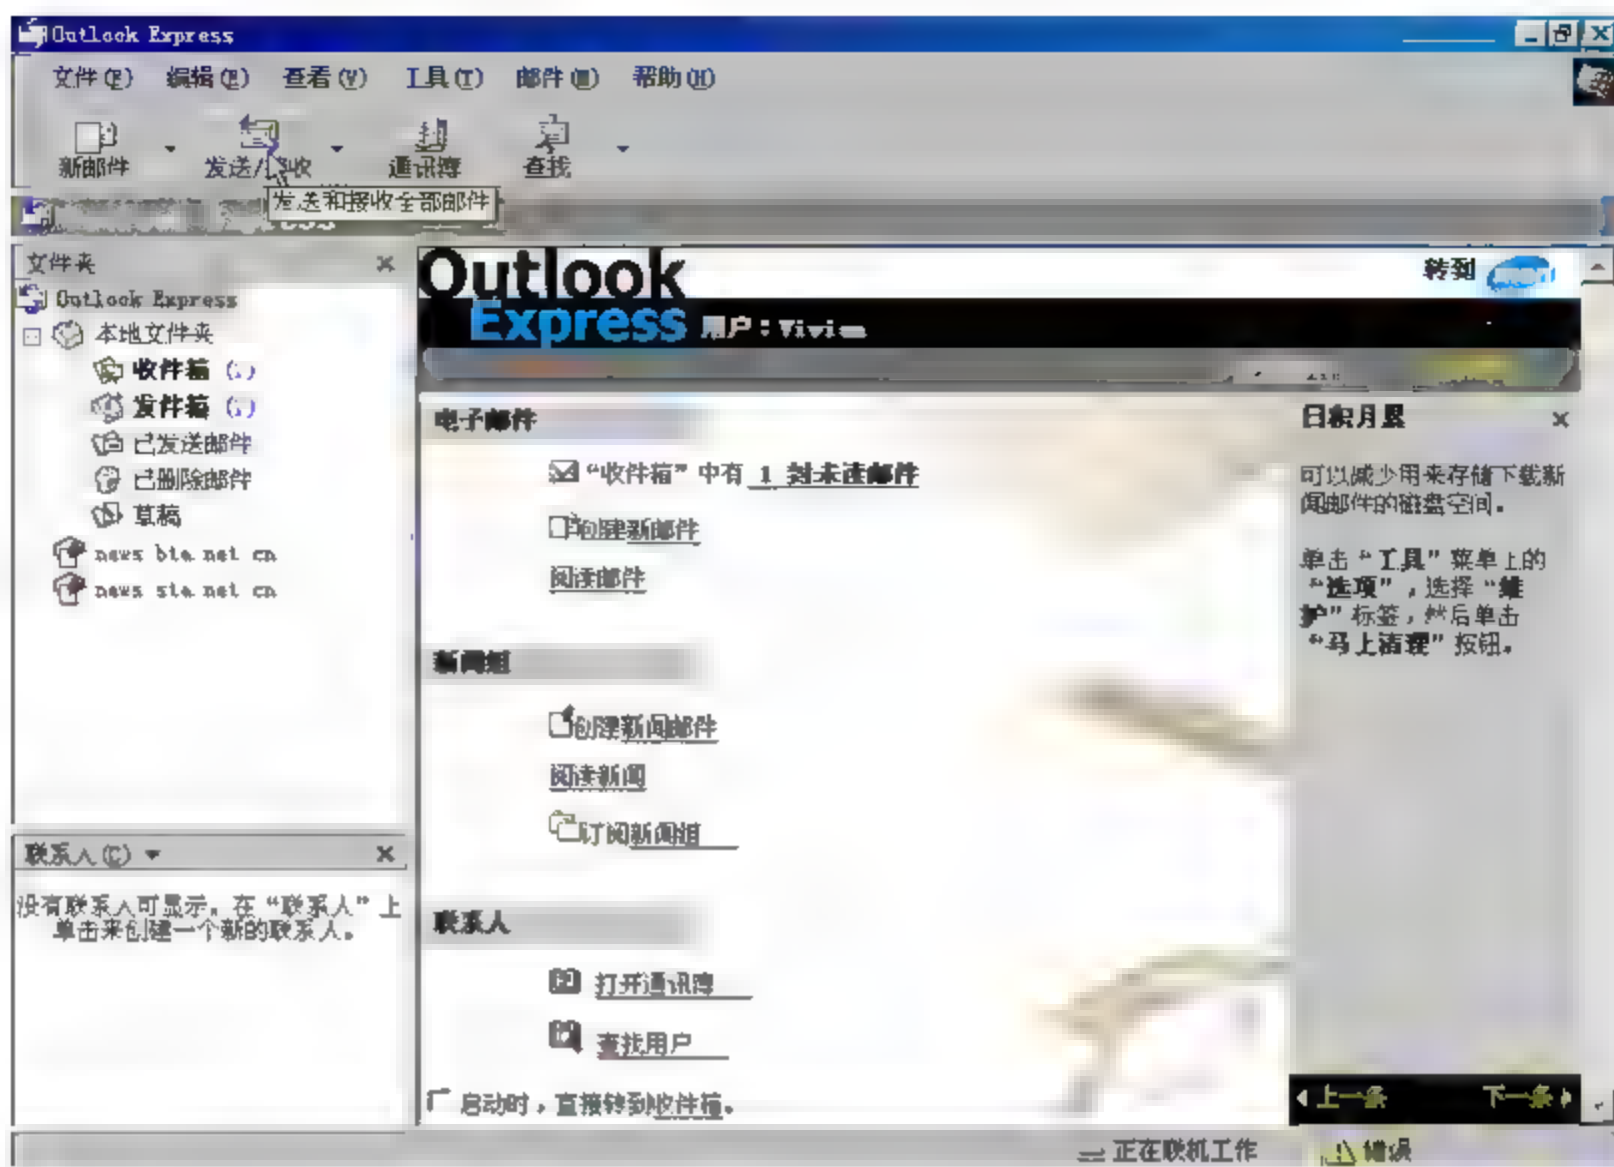 Outlook Express
文件(F) 编辑(E) 查看(V) 工具(T) 邮件(M) 帮助(H)
新邮件 发送/接收 通讯簿 查找
发送和接收全部邮件
文件夹
Outlook Express
本地文件夹
收件箱
发件箱
已发送邮件
已删除邮件
草稿
news bta net cn
news sta net cn
联系人(C)
没有联系人可显示。在“联系人”上
单击来创建一个新的联系人。
Outlook
Express 用户：Vivian
转到
电子邮件
“收件箱”中有 1 封未读邮件
创建新邮件
阅读邮件
新闻组
创建新闻邮件
阅读新闻
订阅新闻组
联系人
打开通讯簿
查找用户
启动时，直接转到收件箱。
日积月累
可以减少用来存储下载新
闻邮件的磁盘空间。
单击“工具”菜单上的
“选项”，选择“维
护”标签，然后单击
“马上清理”按钮。
上一条 下一条
正在联机工作 错误